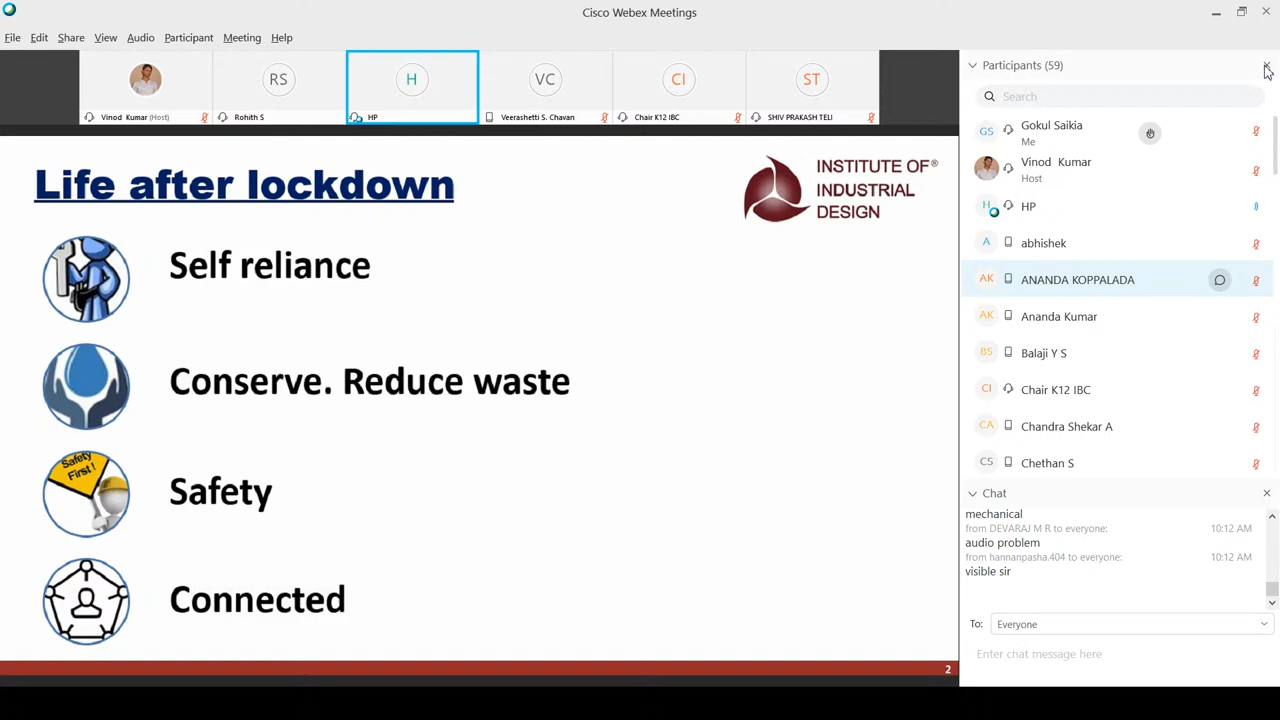 Cisco Webex Meetings
File Edit Share View Audio Participant Meeting Help
RS H VC CI ST
Vinod Kumar (Host) Rohith S HP Veerashetti S. Chavan Chair K12 IBC SHIV PRAKASH TELI
Life after lockdown
INSTITUTE OF®
INDUSTRIAL
DESIGN
Self reliance
Conserve. Reduce waste
Safety
First!
Safety
Connected
2
Participants (59)
Search
GS Gokul Saikia
Me
Vinod Kumar
Host
H HP
A abhishek
AK ANANDA KOPPALADA
AK Ananda Kumar
BS Balaji Y S
CI Chair K12 IBC
CA Chandra Shekar A
CS Chethan S
Chat
mechanical
from DEVARAJ M R to everyone: 10:12 AM
audio problem
from hannanpasha.404 to everyone: 10:12 AM
visible sir
To: Everyone
Enter chat message here